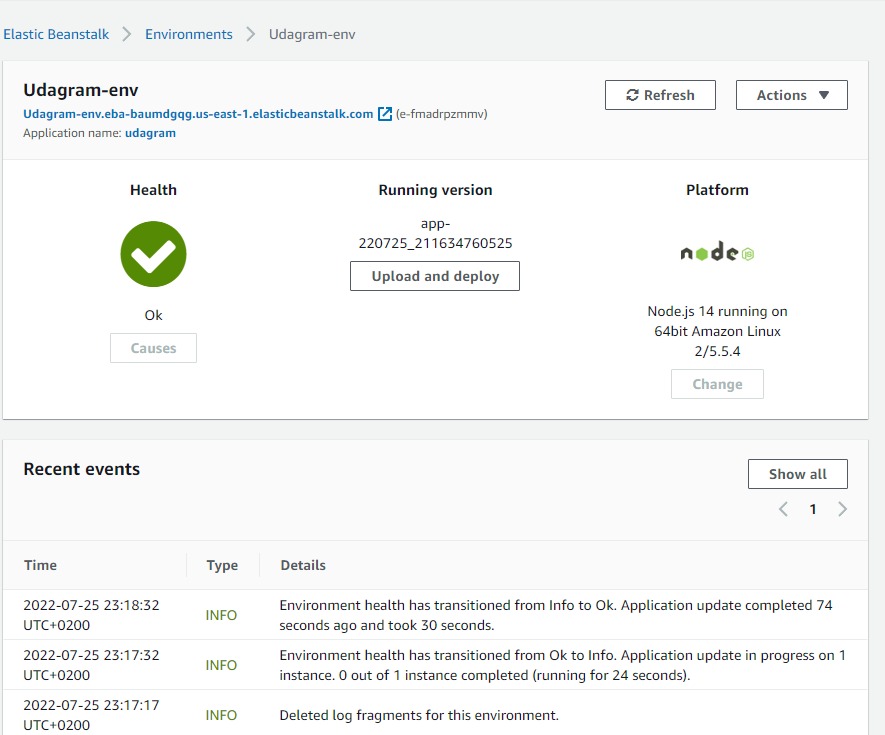 Elastic Beanstalk > Environments > Udagram-env
Udagram-env
Refresh
Actions
Udagram-env.eba-baumdgqg.us-east-1.elasticbeanstalk.com (e-fmadrpzmmv)
Application name: udagram
Health
Running version
Platform
app-
220725_211634760525
Upload and deploy
node JS
Ok
Causes
Node.js 14 running on
64bit Amazon Linux
2/5.5.4
Change
Recent events
Show all
< 1 >
Time Type Details
2022-07-25 23:18:32
UTC+0200
INFO
Environment health has transitioned from Info to Ok. Application update completed 74
seconds ago and took 30 seconds.
2022-07-25 23:17:32
UTC+0200
INFO
Environment health has transitioned from Ok to Info. Application update in progress on 1
instance. 0 out of 1 instance completed (running for 24 seconds).
2022-07-25 23:17:17
UTC+0200
INFO
Deleted log fragments for this environment.